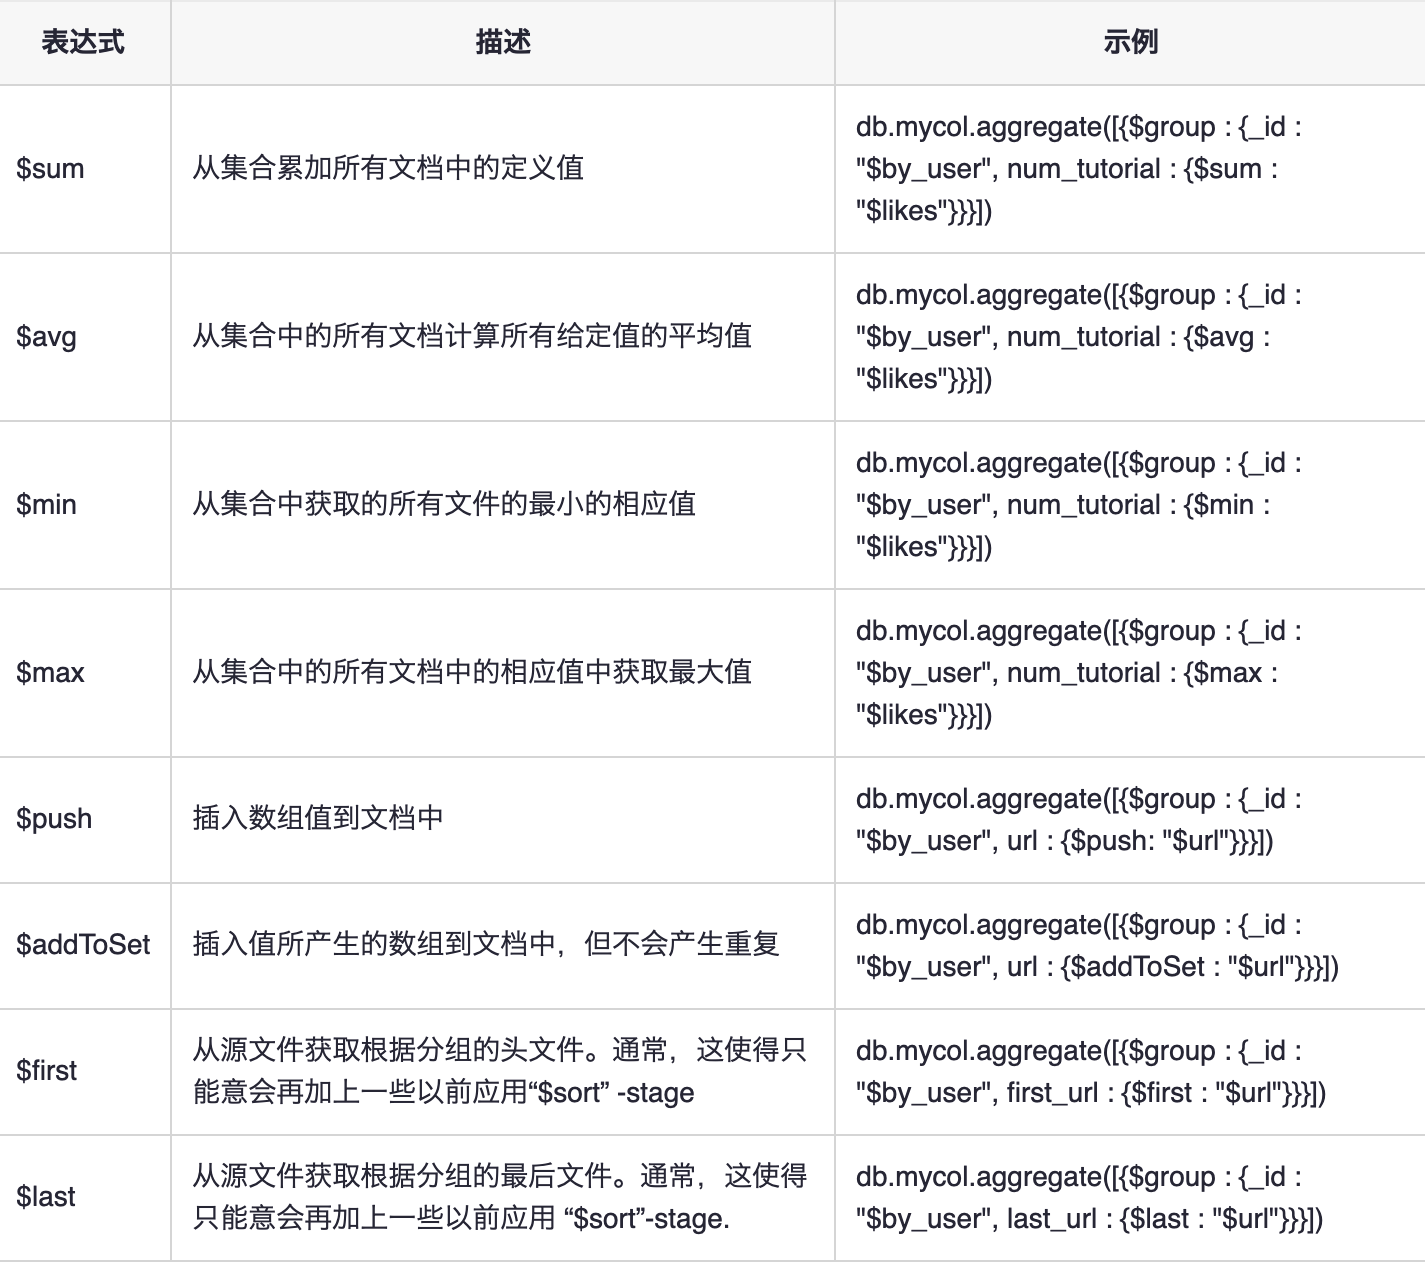 表达式 描述 示例
$sum
从集合累加所有文档中的定义值
db.mycol.aggregate([{$group : {_id :
"$by_user", num_tutorial : {$sum :
"$likes"}}}])
$avg
从集合中的所有文档计算所有给定值的平均值
db.mycol.aggregate([{$group : {_id :
"$by_user", num_tutorial : {$avg :
"$likes"}}}])
$min
从集合中获取的所有文件的最小的相应值
db.mycol.aggregate([{$group : {_id :
"$by_user", num_tutorial : {$min :
"$likes"}}}])
$max
从集合中的所有文档中的相应值中获取最大值
db.mycol.aggregate([{$group : {_id :
"$by_user", num_tutorial : {$max :
"$likes"}}}])
$push
插入数组值到文档中
db.mycol.aggregate([{$group : {_id :
"$by_user", url : {$push: "$url"}}}])
$addToSet
插入值所产生的数组到文档中，但不会产生重复
db.mycol.aggregate([{$group : {_id :
"$by_user", url : {$addToSet : "$url"}}}])
$first
从源文件获取根据分组的头文件。通常，这使得只
能意会再加上一些以前应用“$sort” -stage
db.mycol.aggregate([{$group : {_id :
"$by_user", first_url : {$first : "$url"}}}])
$last
从源文件获取根据分组的最后文件。通常，这使得
只能意会再加上一些以前应用 “$sort”-stage.
db.mycol.aggregate([{$group : {_id :
"$by_user", last_url : {$last : "$url"}}}])